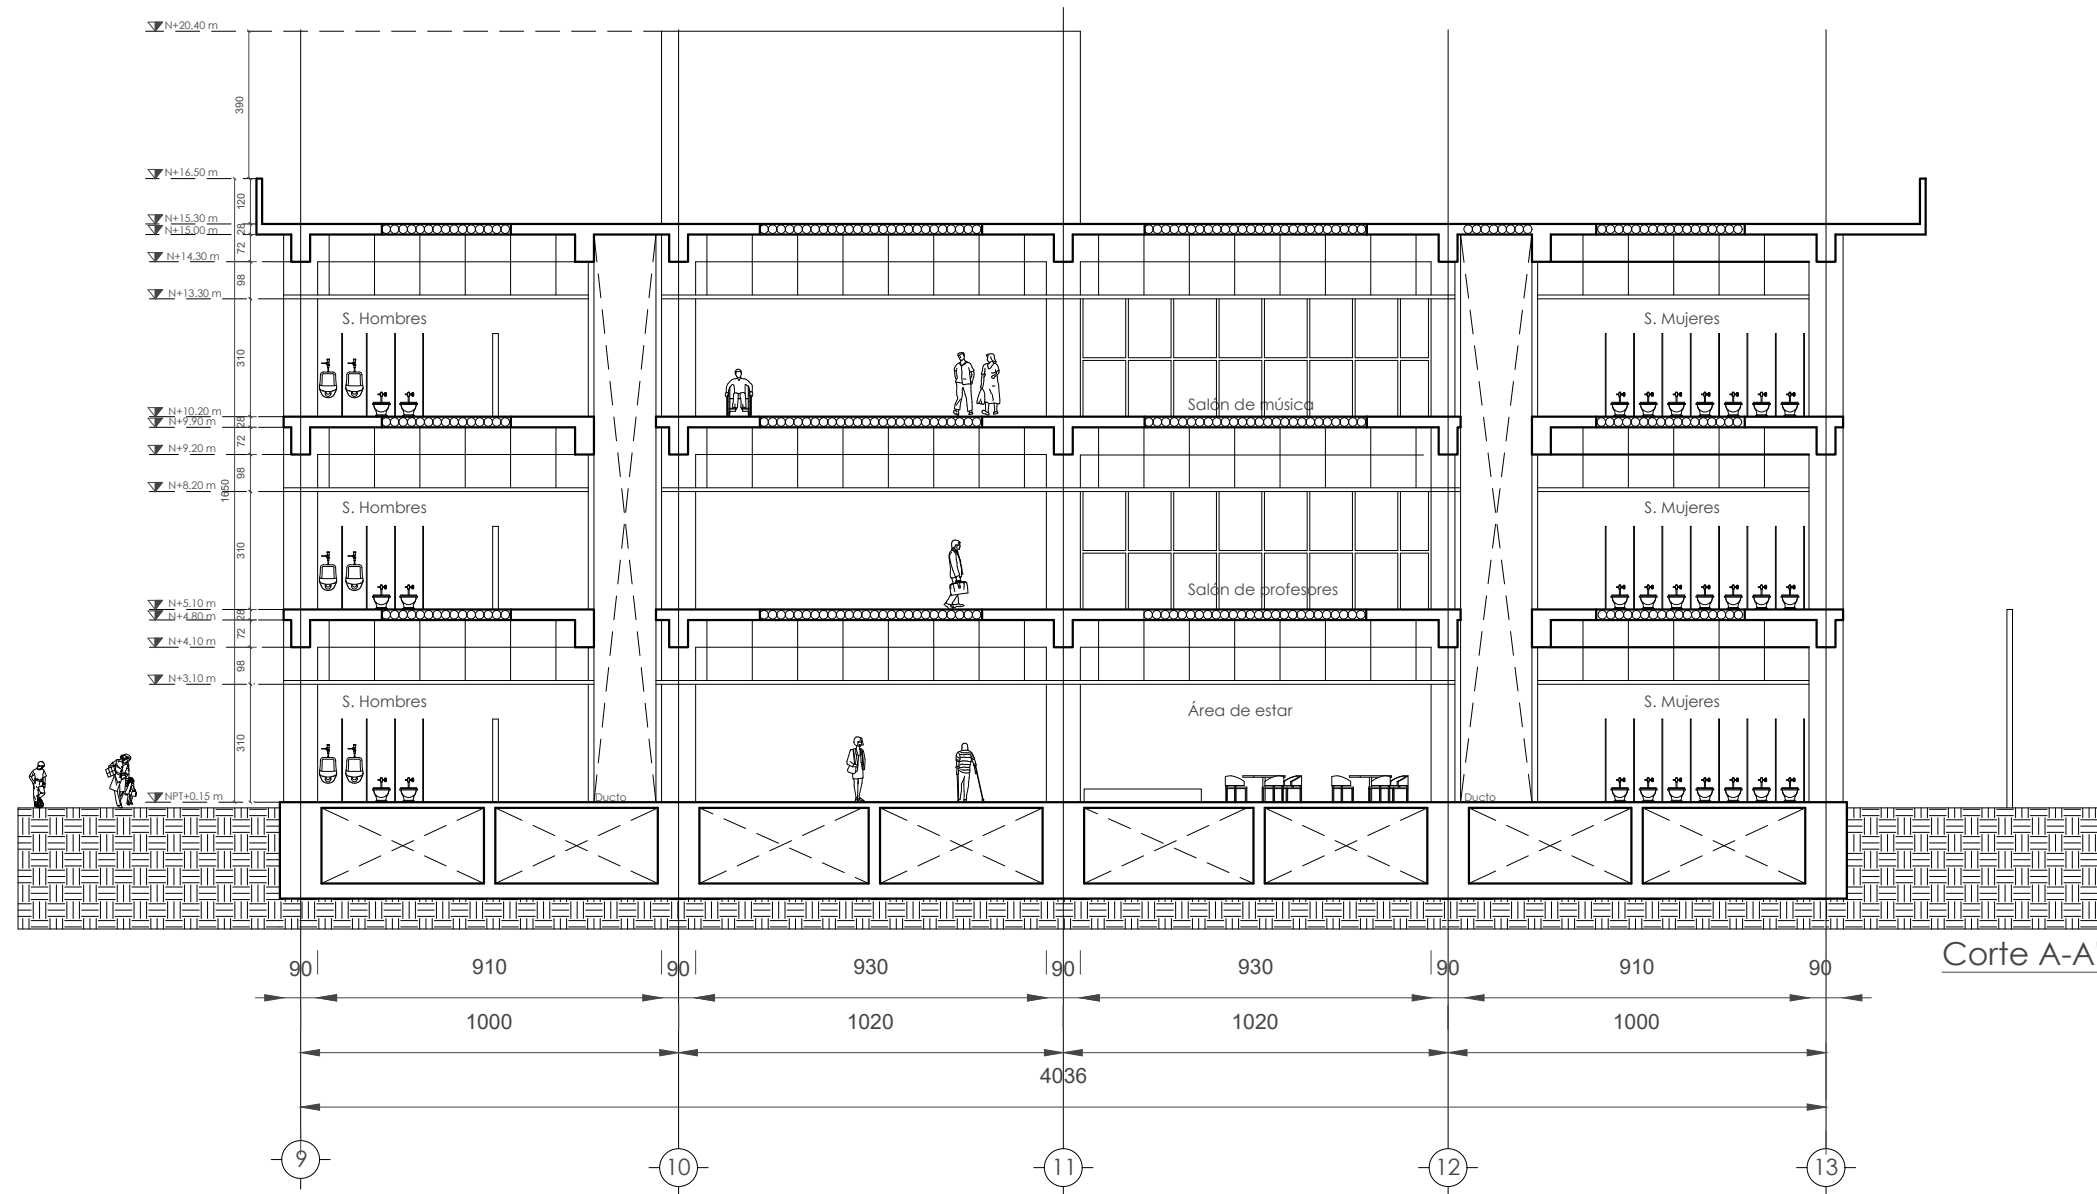 N+20.40 m
390
N+16.50 m
120
N+15.30 m
28
N+15.00 m
72
N+14.30 m
98
N+13.30 m
S. Hombres
S. Mujeres
310
Salón de música
N+10.20 m
28
N+9.90 m
72
N+9.20 m
98
N+8.20 m
1650
S. Hombres
S. Mujeres
310
Salón de profesores
N+5.10 m
28
N+4.80 m
72
N+4.10 m
98
N+3.10 m
S. Hombres
Área de estar
S. Mujeres
310
NPT+0.15 m
Ducto
Ducto
Corte A-A'
90 910 90 930 90 930 90 910 90
1000 1020 1020 1000
4036
9 10 11 12 13